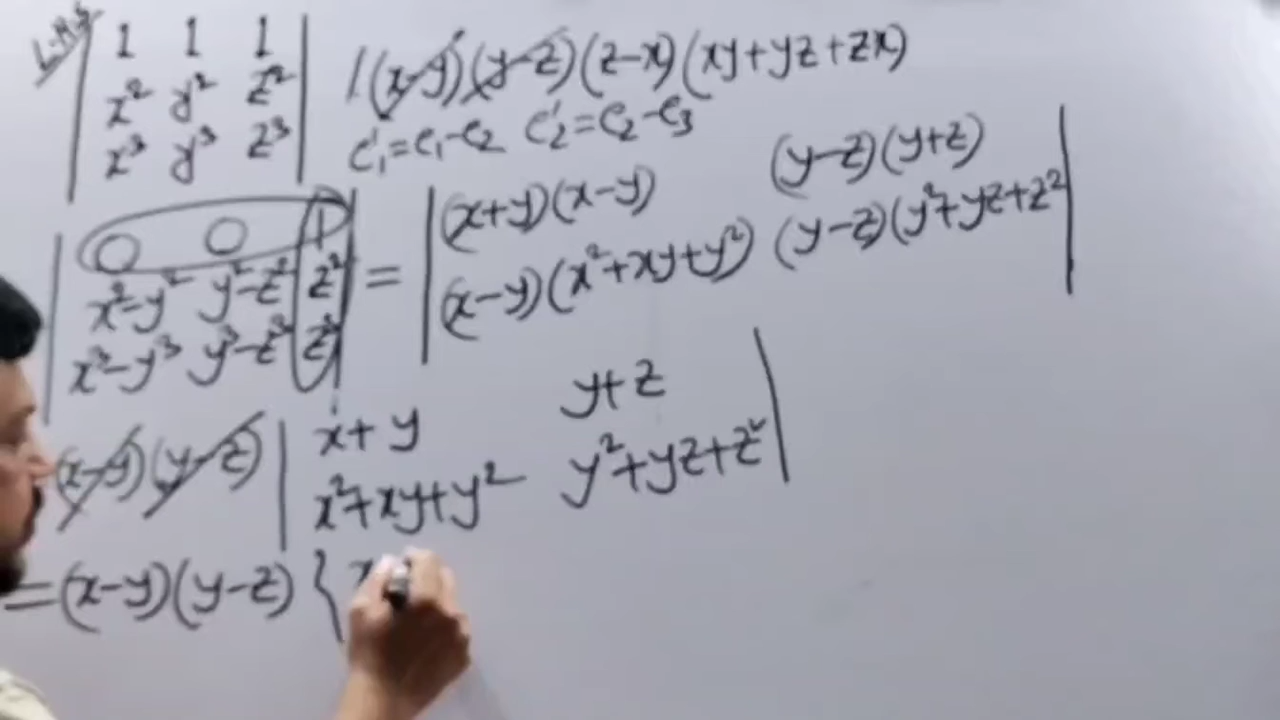 L.H.S
| 1 1 1 |
| x² y² z² | / (x-y)(y-z)(z-x)(xy+yz+zx)
| x³ y³ z³ | C'₁=C₁-C₂ C'₂=C₂-C₃
| 0 0 1 | | (x+y)(x-y) (y-z)(y+z) |
| x²-y² y²-z² z² | = | (x-y)(x²+xy+y²) (y-z)(y²+yz+z² |
| x³-y³ y³-z³ z³ |
(x-y)(y-z) | x+y y+z |
| x²+xy+y² y²+yz+z² |
=(x-y)(y-z) { x